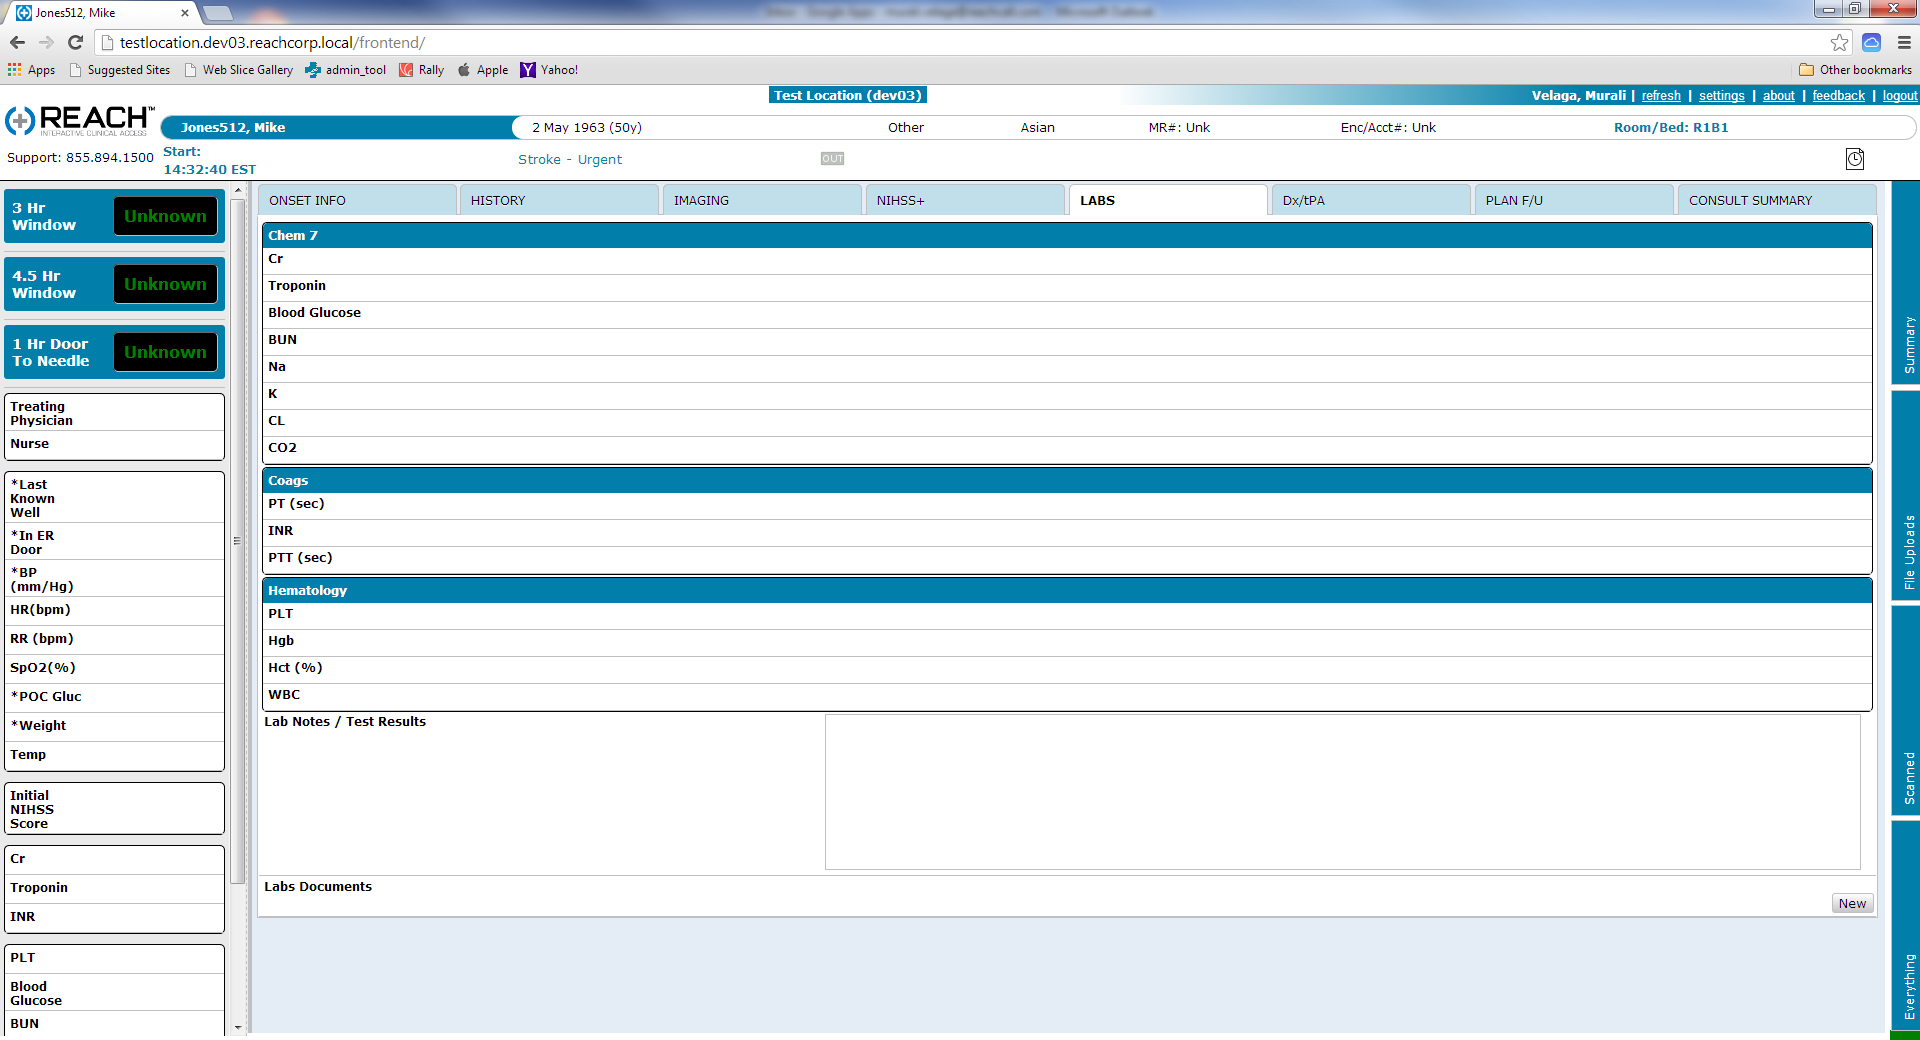 Jones512, Mike
testlocation.dev03.reachcorp.local/frontend/
Apps Suggested Sites Web Slice Gallery admin_tool Rally Apple Yahoo! Other bookmarks
Test Location (dev03)
Velaga, Murali | refresh | settings | about | feedback | logout
REACH™
INTERACTIVE CLINICAL ACCESS
Jones512, Mike 2 May 1963 (50y) Other Asian MR#: Unk Enc/Acct#: Unk Room/Bed: R1B1
Support: 855.894.1500
Start:
14:32:40 EST
Stroke - Urgent
OUT
3 Hr
Window
Unknown
4.5 Hr
Window
Unknown
1 Hr Door
To Needle
Unknown
Treating
Physician
Nurse
*Last
Known
Well
*In ER
Door
*BP
(mm/Hg)
HR(bpm)
RR (bpm)
SpO2(%)
*POC Gluc
*Weight
Temp
Initial
NIHSS
Score
Cr
Troponin
INR
PLT
Blood
Glucose
BUN
ONSET INFO HISTORY IMAGING NIHSS+ LABS Dx/tPA PLAN F/U CONSULT SUMMARY
Chem 7
Cr
Troponin
Blood Glucose
BUN
Na
K
CL
CO2
Coags
PT (sec)
INR
PTT (sec)
Hematology
PLT
Hgb
Hct (%)
WBC
Lab Notes / Test Results
Labs Documents
New
Summary
File Uploads
Scanned
Everything